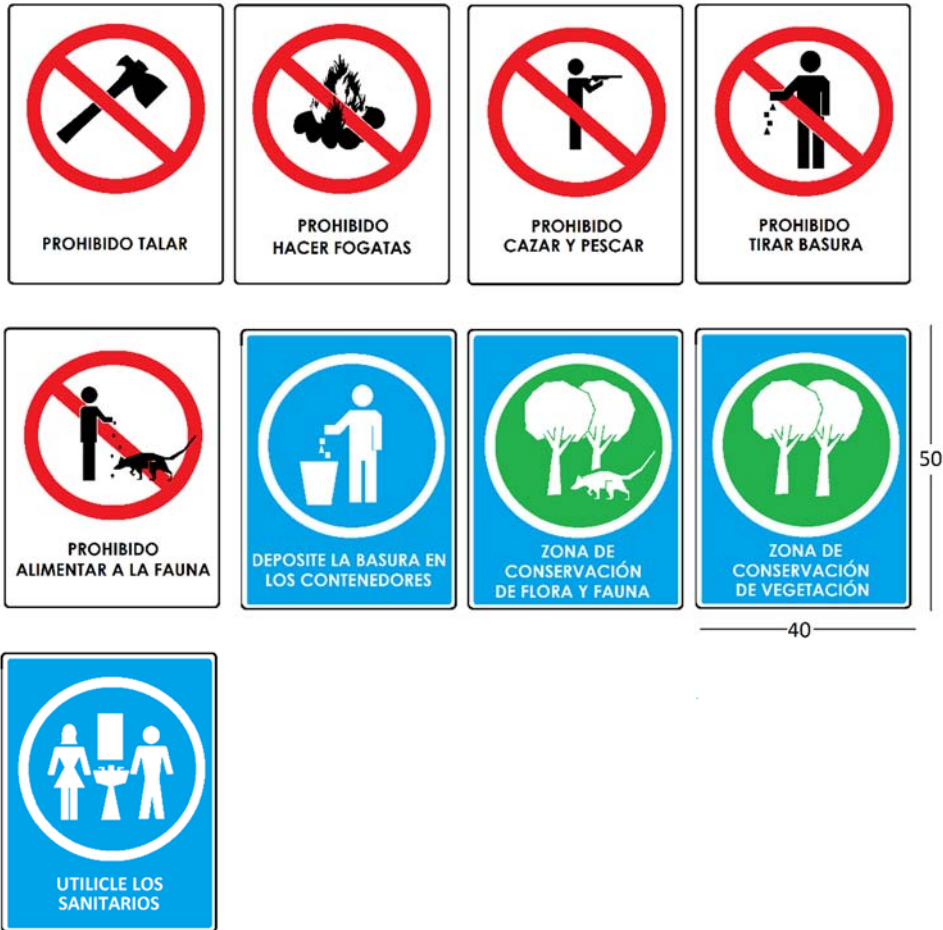 PROHIBIDO TALAR
PROHIBIDO
HACER FOGATAS
PROHIBIDO
CAZAR Y PESCAR
PROHIBIDO
TIRAR BASURA
PROHIBIDO
ALIMENTAR A LA FAUNA
DEPOSITE LA BASURA EN
LOS CONTENEDORES
ZONA DE
CONSERVACIÓN
DE FLORA Y FAUNA
ZONA DE
CONSERVACIÓN
DE VEGETACIÓN
50
40
UTILICLE LOS
SANITARIOS